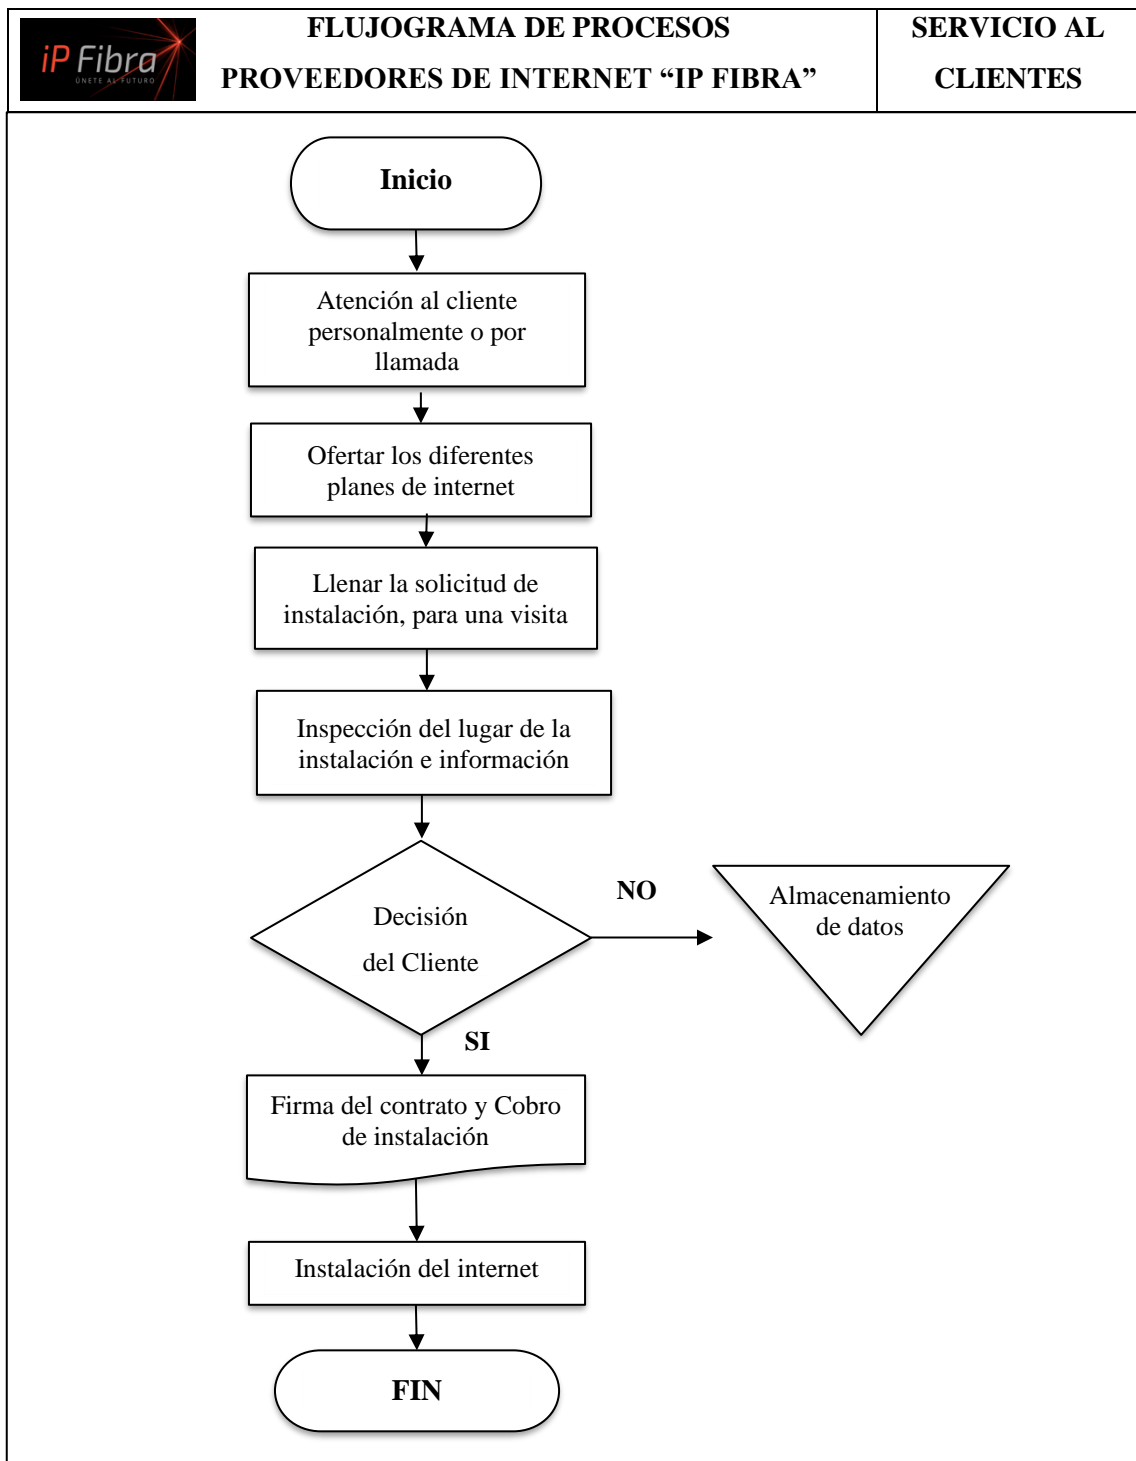 iP Fibra
ÚNETE AL FUTURO
FLUJOGRAMA DE PROCESOS
PROVEEDORES DE INTERNET “IP FIBRA”
SERVICIO AL
CLIENTES
Inicio
Atención al cliente
personalmente o por
llamada
Ofertar los diferentes
planes de internet
Llenar la solicitud de
instalación, para una visita
Inspección del lugar de la
instalación e información
Decisión
del Cliente
NO
Almacenamiento
de datos
SI
Firma del contrato y Cobro
de instalación
Instalación del internet
FIN